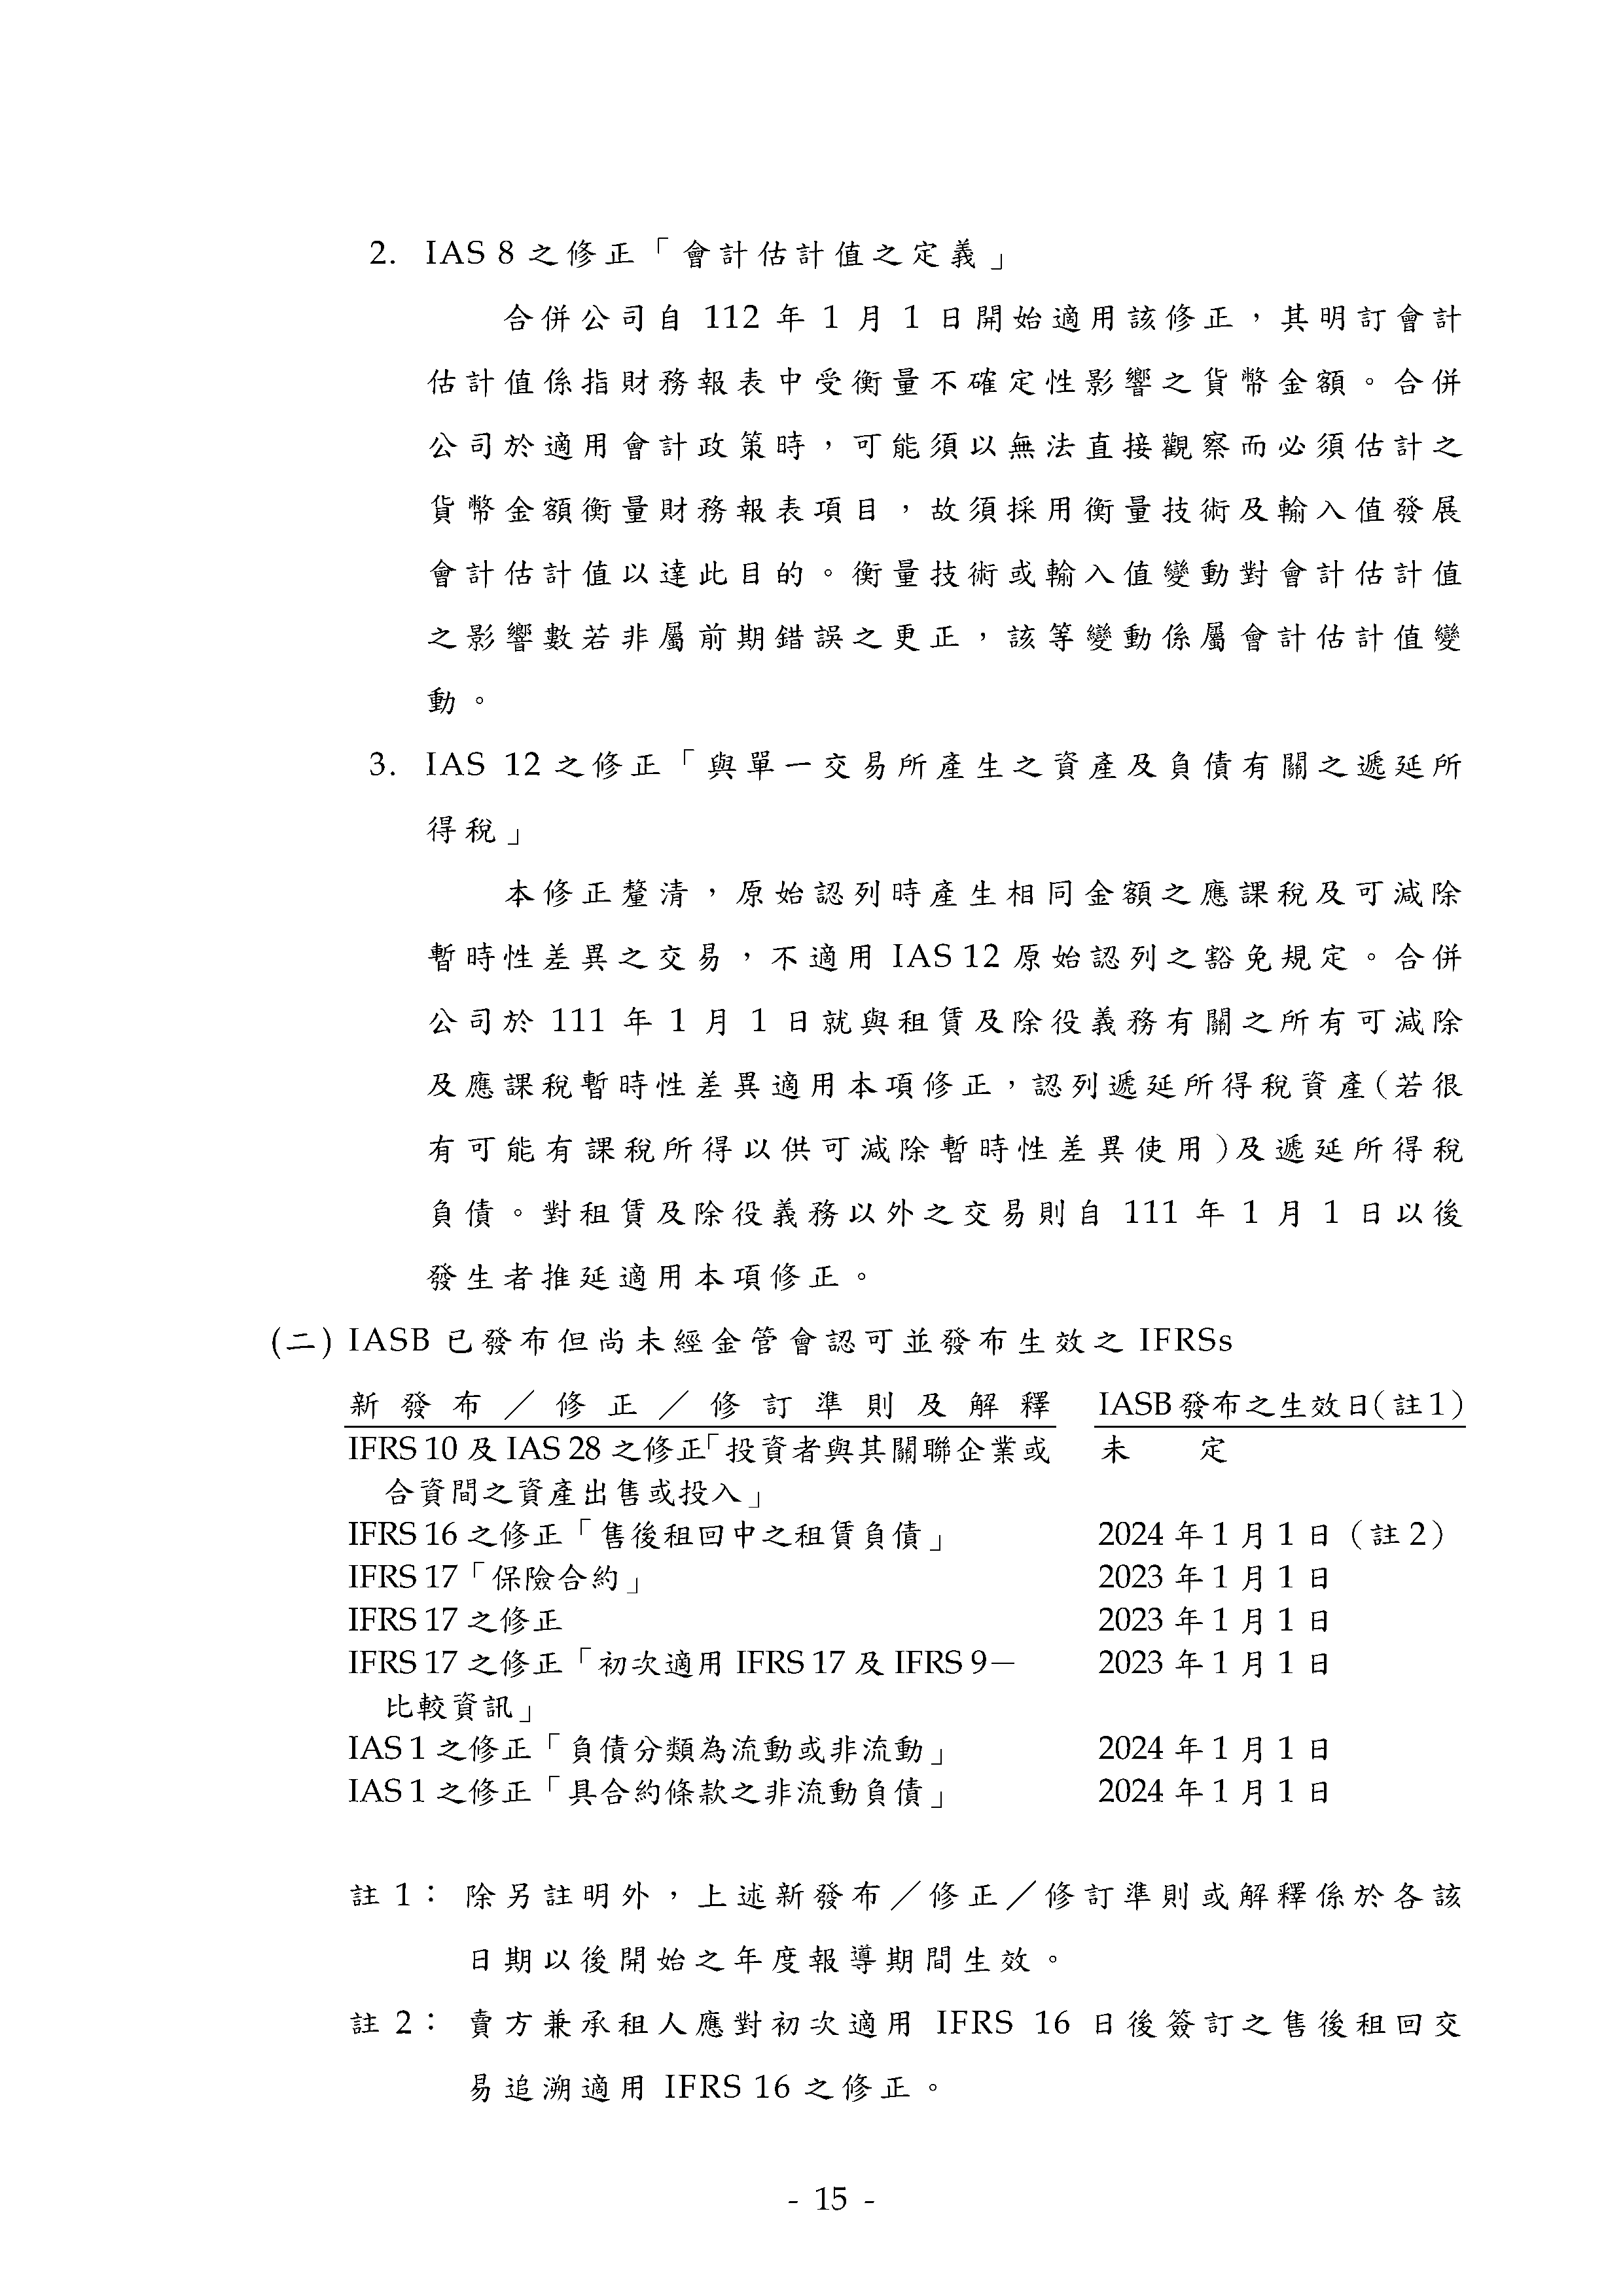 2. IAS 8 之修正「會計估計值之定義」
合併公司自 112 年 1 月 1 日開始適用該修正，其明訂會計
估計值係指財務報表中受衡量不確定性影響之貨幣金額。合併
公司於適用會計政策時，可能須以無法直接觀察而必須估計之
貨幣金額衡量財務報表項目，故須採用衡量技術及輸入值發展
會計估計值以達此目的。衡量技術或輸入值變動對會計估計值
之影響數若非屬前期錯誤之更正，該等變動係屬會計估計值變
動。
3. IAS 12 之修正「與單一交易所產生之資產及負債有關之遞延所
得稅」
本修正釐清，原始認列時產生相同金額之應課稅及可減除
暫時性差異之交易，不適用 IAS 12 原始認列之豁免規定。合併
公司於 111 年 1 月 1 日就與租賃及除役義務有關之所有可減除
及應課稅暫時性差異適用本項修正，認列遞延所得稅資產（若很
有可能有課稅所得以供可減除暫時性差異使用）及遞延所得稅
負債。對租賃及除役義務以外之交易則自 111 年 1 月 1 日以後
發生者推延適用本項修正。
(二) IASB 已發布但尚未經金管會認可並發布生效之 IFRSs
新發布／修正／修訂準則及解釋 IASB 發布之生效日（註 1）
IFRS 10 及 IAS 28 之修正「投資者與其關聯企業或 未 定
合資間之資產出售或投入」
IFRS 16 之修正「售後租回中之租賃負債」 2024 年 1 月 1 日（註 2）
IFRS 17「保險合約」 2023 年 1 月 1 日
IFRS 17 之修正 2023 年 1 月 1 日
IFRS 17 之修正「初次適用 IFRS 17 及 IFRS 9－ 2023 年 1 月 1 日
比較資訊」
IAS 1 之修正「負債分類為流動或非流動」 2024 年 1 月 1 日
IAS 1 之修正「具合約條款之非流動負債」 2024 年 1 月 1 日
註 1： 除另註明外，上述新發布／修正／修訂準則或解釋係於各該
日期以後開始之年度報導期間生效。
註 2： 賣方兼承租人應對初次適用 IFRS 16 日後簽訂之售後租回交
易追溯適用 IFRS 16 之修正。
- 15 -